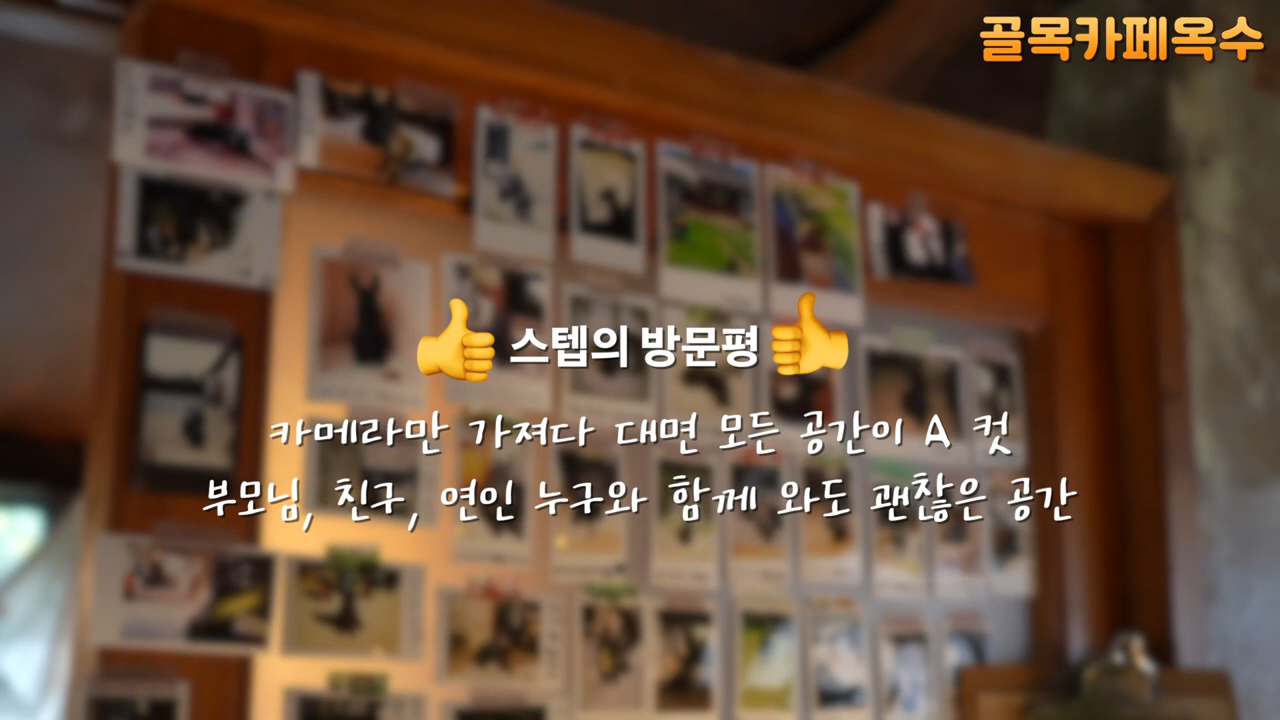 골목카페옥수
스텝의 방문평
카메라만 가져다 대면 모든 공간이 A 컷
부모님, 친구, 연인 누구와 함께 와도 괜찮은 공간